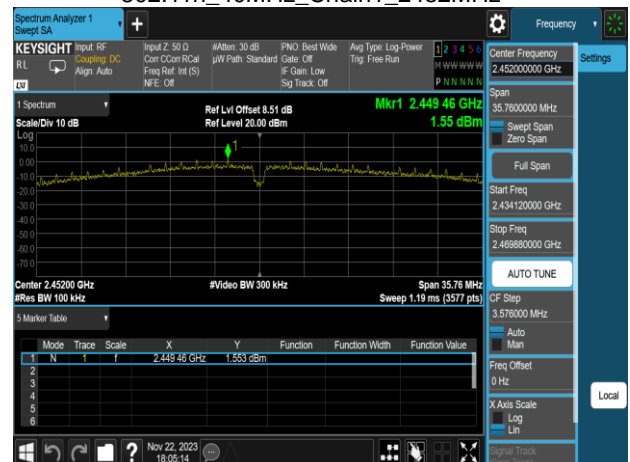 Spectrum Analyzer 1
Swept SA
+
Frequency
KEYSIGHT
RL
LXI
Input: RF
Coupling: DC
Align: Auto
Input Z: 50 Ω
Corr CCorr RCal
Freq Ref: Int (S)
NFE: Off
#Atten: 30 dB
µW Path: Standard
PNO: Best Wide
Gate: Off
IF Gain: Low
Sig Track: Off
Avg Type: Log-Power
Trig: Free Run
1 2 3 4 5 6
M W W W W W
P N N N N N
1 Spectrum
Scale/Div 10 dB
Log
Ref Lvl Offset 8.51 dB
Ref Level 20.00 dBm
Mkr1 2.449 46 GHz
1.55 dBm
1
10.0
0.00
-10.0
-20.0
-30.0
-40.0
-50.0
-60.0
-70.0
Center 2.45200 GHz
#Res BW 100 kHz
#Video BW 300 kHz
Span 35.76 MHz
Sweep 1.19 ms (3577 pts)
5 Marker Table
Mode Trace Scale X Y Function Function Width Function Value
1 N 1 f 2.449 46 GHz 1.553 dBm
2
3
4
5
6
Nov 22, 2023
18:05:14
?
Center Frequency
2.452000000 GHz
Settings
Span
35.7600000 MHz
Swept Span
Zero Span
Full Span
Start Freq
2.434120000 GHz
Stop Freq
2.469880000 GHz
AUTO TUNE
CF Step
3.576000 MHz
Auto
Man
Freq Offset
0 Hz
X Axis Scale
Log
Lin
Local
Signal Track